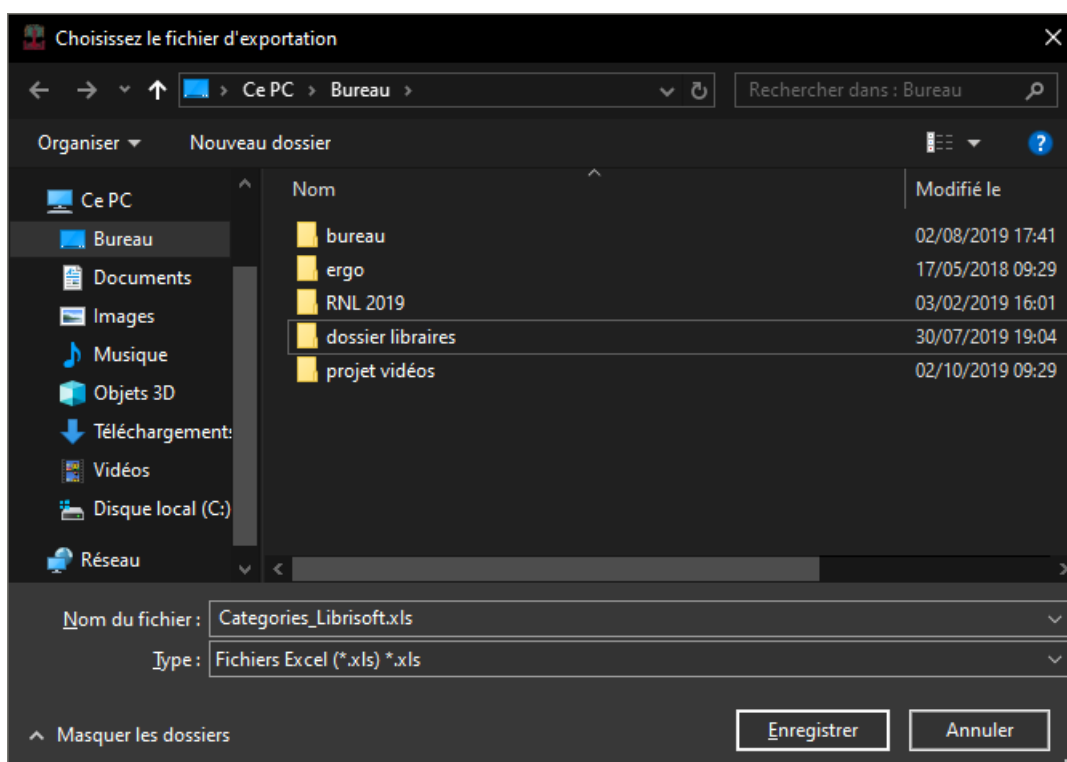 Choisissez le fichier d'exportation
Ce PC > Bureau >
Rechercher dans : Bureau
Organiser
Nouveau dossier
Ce PC
Bureau
Documents
Images
Musique
Objets 3D
Téléchargement
Vidéos
Disque local (C:)
Réseau
Nom
Modifié le
bureau
02/08/2019 17:41
ergo
17/05/2018 09:29
RNL 2019
03/02/2019 16:01
dossier libraires
30/07/2019 19:04
projet vidéos
02/10/2019 09:29
Nom du fichier : Categories_Librisoft.xls
Type : Fichiers Excel (*.xls) *.xls
Masquer les dossiers
Enregistrer
Annuler